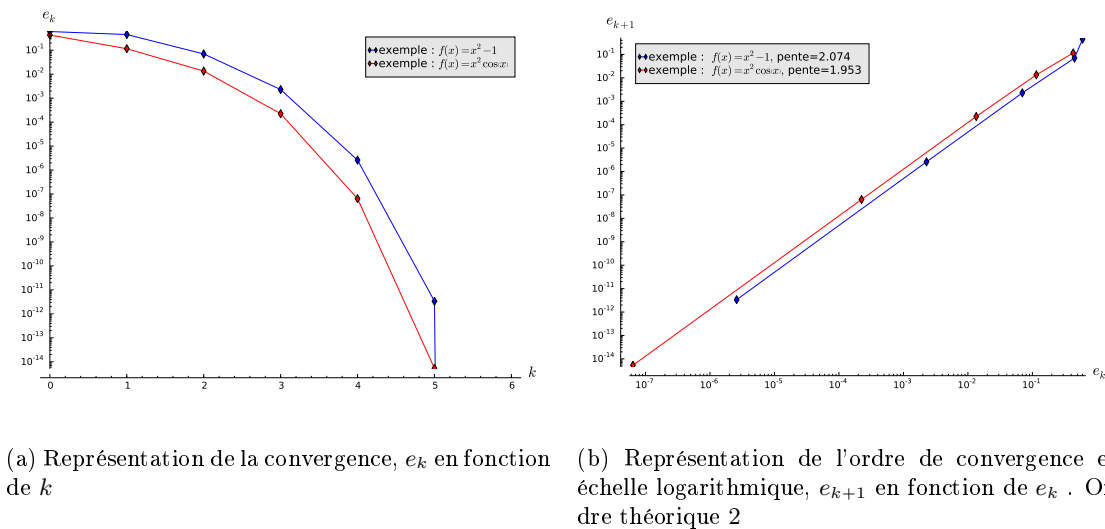 e_k
10^-1
10^-2
10^-3
10^-4
10^-5
10^-6
10^-7
10^-8
10^-9
10^-10
10^-11
10^-12
10^-13
10^-14
0 1 2 3 4 5 6
k
exemple : f(x)=x^2−1
exemple : f(x)=x^2cos(x)
e_{k+1}
10^-1
10^-2
10^-3
10^-4
10^-5
10^-6
10^-7
10^-8
10^-9
10^-10
10^-11
10^-12
10^-13
10^-14
10^-7 10^-6 10^-5 10^-4 10^-3 10^-2 10^-1
e_k
exemple : f(x)=x^2−1, pente=2.074
exemple : f(x)=x^2cos(x), pente=1.953
(a) Représentation de la convergence, e_k en fonction
de k
(b) Représentation de l'ordre de convergence e
échelle logarithmique, e_{k+1} en fonction de e_k . Or
dre théorique 2